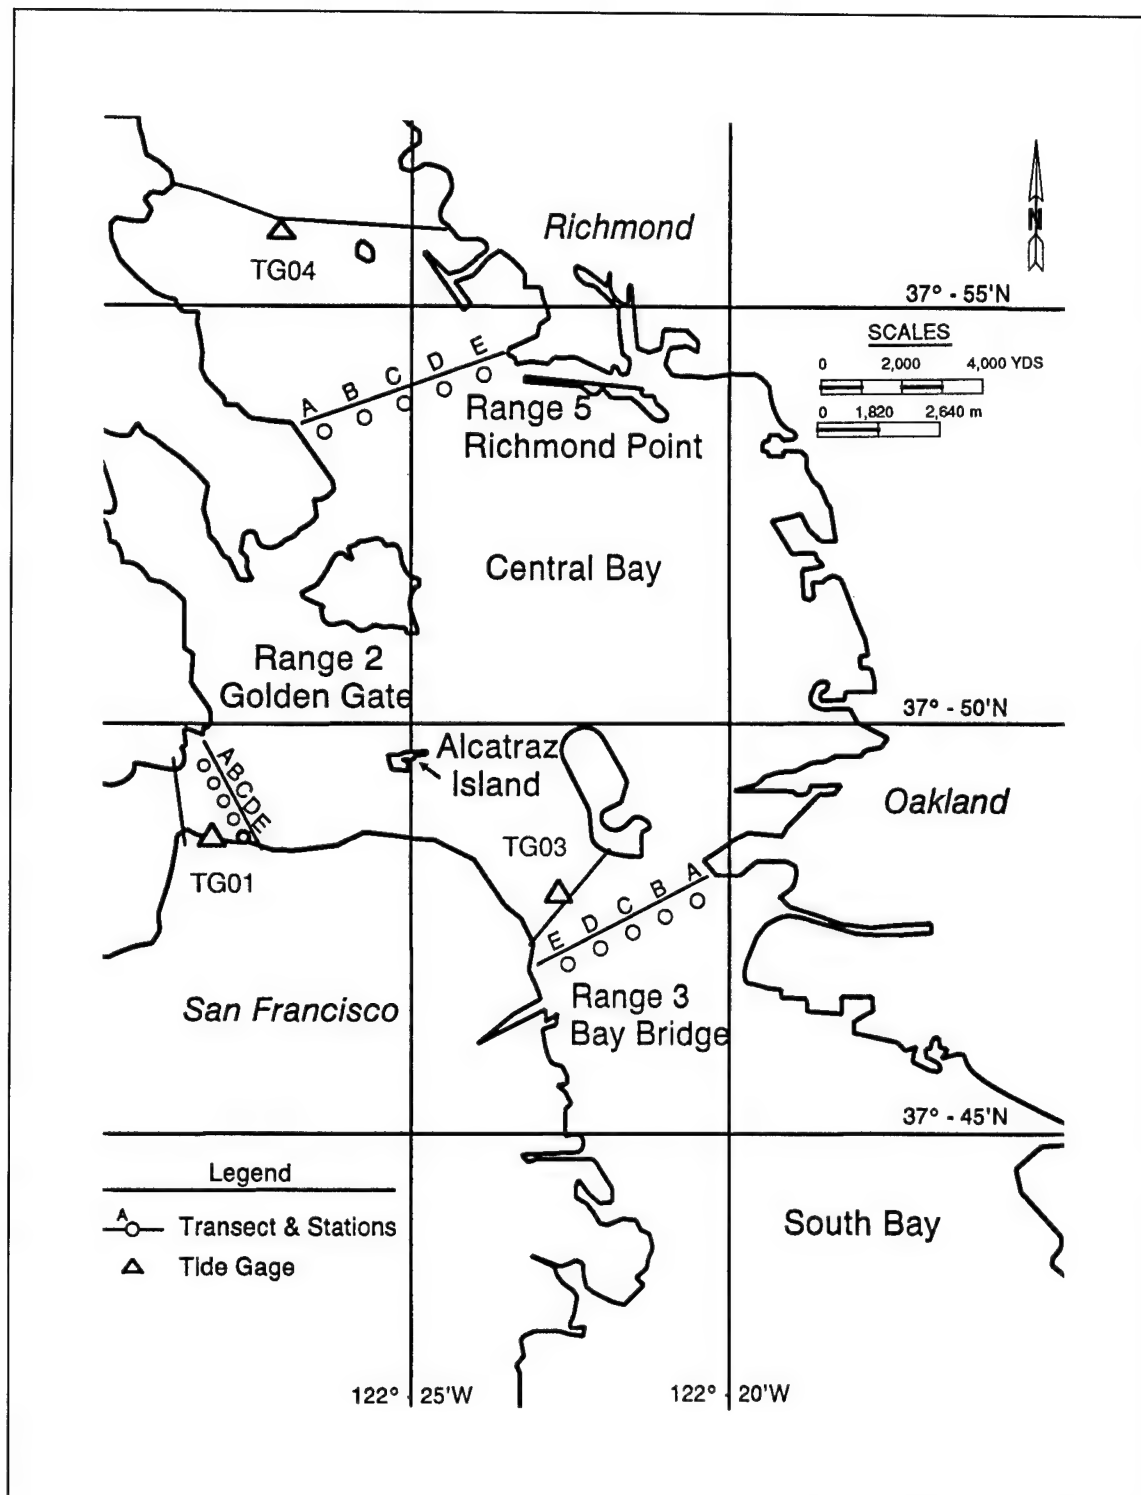 Richmond
N
TG04
37° - 55'N
SCALES
0 2,000 4,000 YDS
0 1,820 2,640 m
A B C D E
Range 5
Richmond Point
Central Bay
Range 2
Golden Gate
37° - 50'N
Alcatraz
Island
A B C D E
Oakland
TG03
TG01
E D C B A
San Francisco
Range 3
Bay Bridge
37° - 45'N
Legend
A
Transect & Stations
Tide Gage
South Bay
122° - 25'W
122° - 20'W